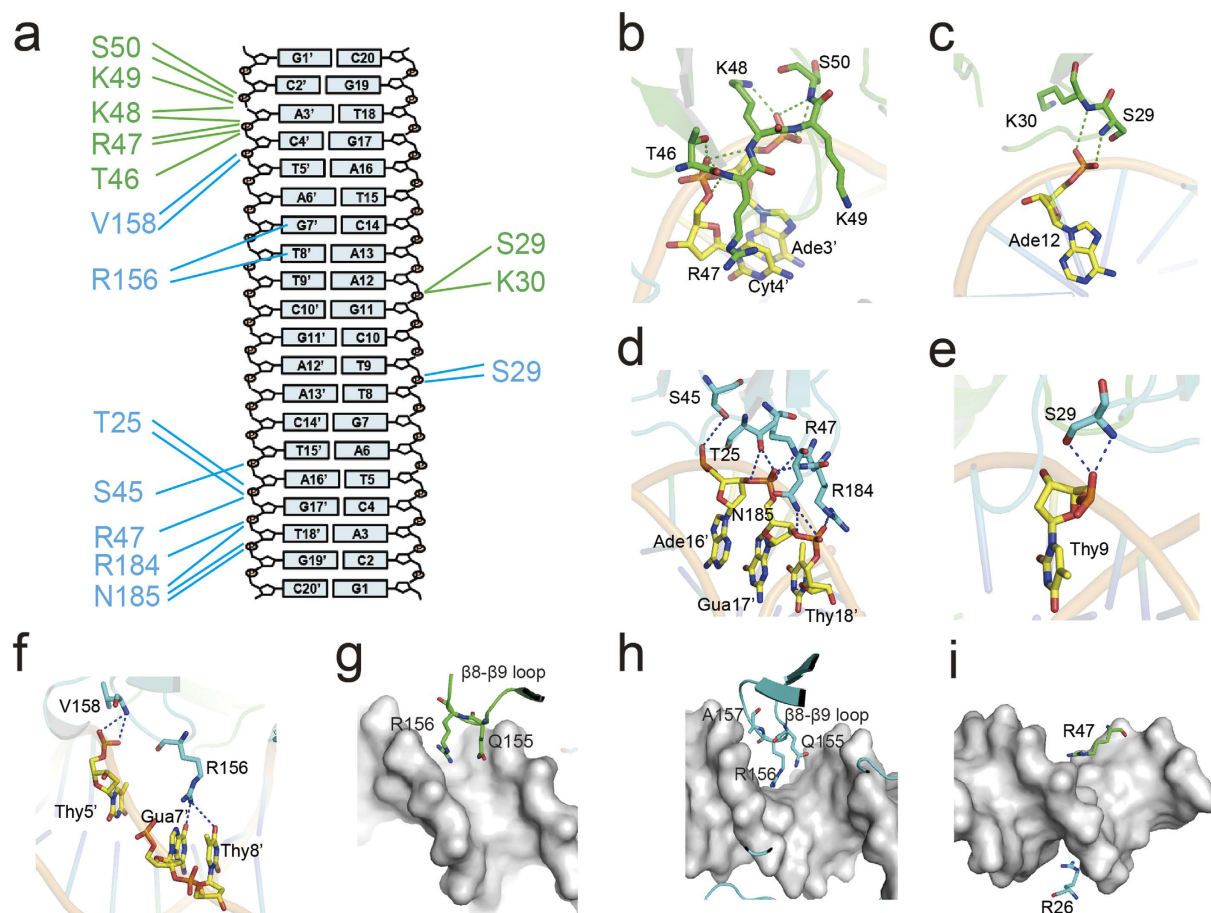 a
S50
K49
K48
R47
T46
V158
R156
T25
S45
R47
R184
N185
G1' C20
C2' G19
A3' T18
C4' G17
T5' A16
A6' T15
G7' C14
T8' A13
T9' A12
C10' G11
G11' C10
A12' T9
A13' T8
C14' G7
T15' A6
A16' T5
G17' C4
T18' A3
G19' C2
C20' G1
S29
K30
S29
b
K48
S50
T46
K49
R47
Ade3'
Cyt4'
c
K30
S29
Ade12
d
S45
R47
T25
R184
N185
Ade16'
Gua17'
Thy18'
e
S29
Thy9
f
V158
R156
Thy5'
Gua7'
Thy8'
g
β8-β9 loop
R156
Q155
h
A157
β8-β9 loop
Q155
R156
i
R47
R26